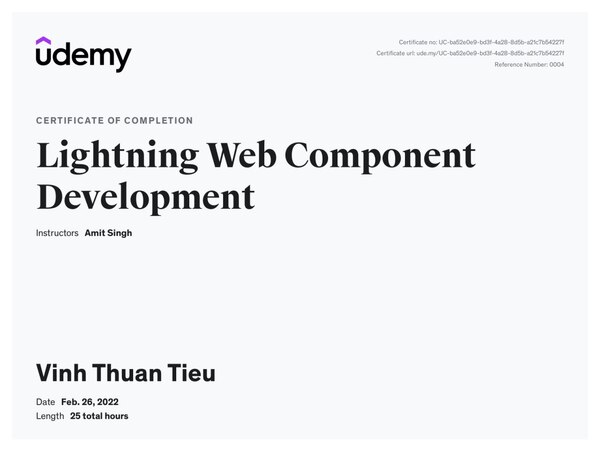 udemy
Certificate no: UC-ba52e0e9-bd3f-4a28-8d5b-a21c7b54227f
Certificate url: ude.my/UC-ba52e0e9-bd3f-4a28-8d5b-a21c7b54227f
Reference Number: 0004
CERTIFICATE OF COMPLETION
Lightning Web Component
Development
Instructors Amit Singh
Vinh Thuan Tieu
Date Feb. 26, 2022
Length 25 total hours